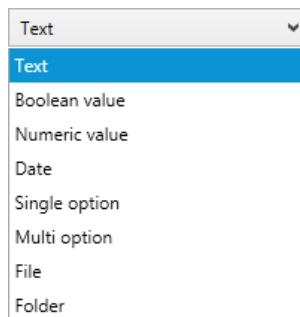 Text
Text
Boolean value
Numeric value
Date
Single option
Multi option
File
Folder